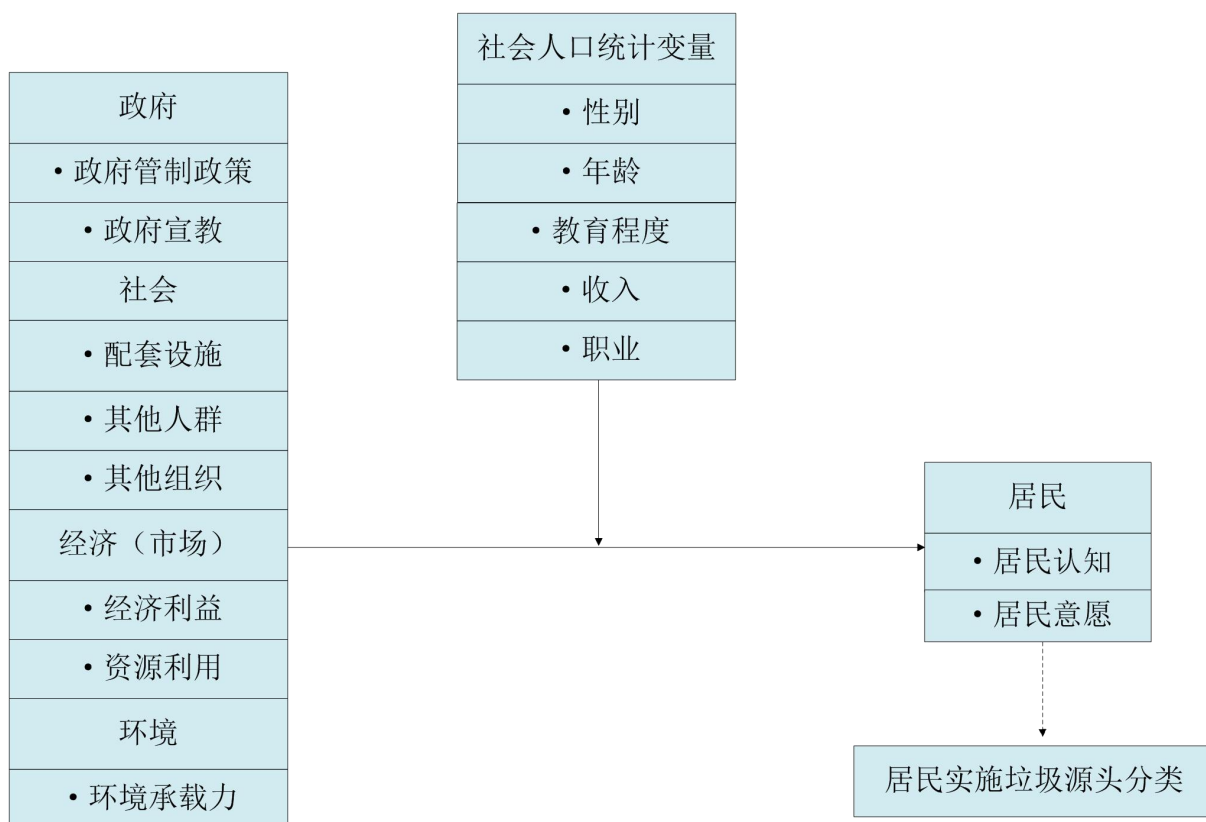 社会人口统计变量
• 性别
• 年龄
• 教育程度
• 收入
• 职业
政府
• 政府管制政策
• 政府宣教
社会
• 配套设施
• 其他人群
• 其他组织
经济（市场）
• 经济利益
• 资源利用
环境
• 环境承载力
居民
• 居民认知
• 居民意愿
居民实施垃圾源头分类